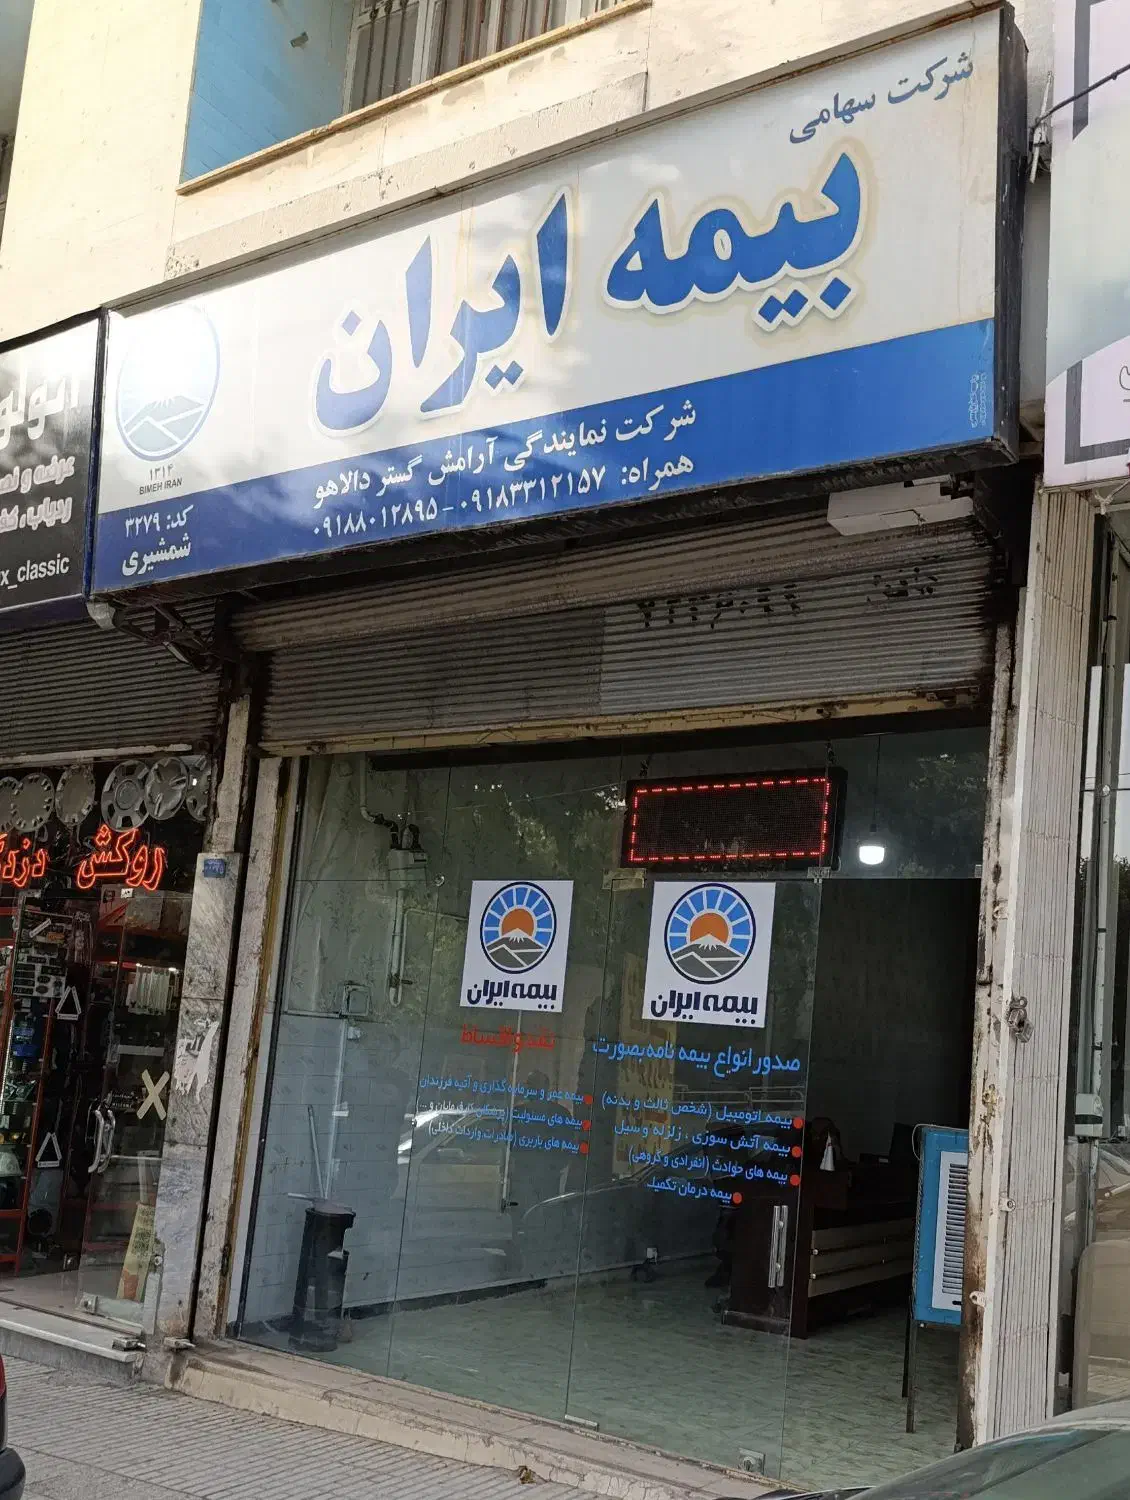 شرکت سهامی
بیمه ایران
شرکت نمایندگی آرامش گستر دالاهو
همراه: ۰۹۱۸۳۳۱۲۱۵۷ - ۰۹۱۸۸۰۱۲۸۹۵
۱۳۱۴
BIMEH IRAN
کد: ۳۲۷۹
شمشیری
x_classic
روکش
بیمه ایران
بیمه ایران
صدور انواع بیمه نامه بصورت
نقد و اقساط
بیمه اتومبیل (شخص ثالث و بدنه)
بیمه آتش سوزی ، زلزله و سیل
بیمه های حوادث (انفرادی و گروهی)
بیمه درمان تکمیل
بیمه عمر و سرمایه گذاری و آتیه فرزندان
بیمه های مسئولیت
بیمه های باربری (صادرات واردات داخلی)